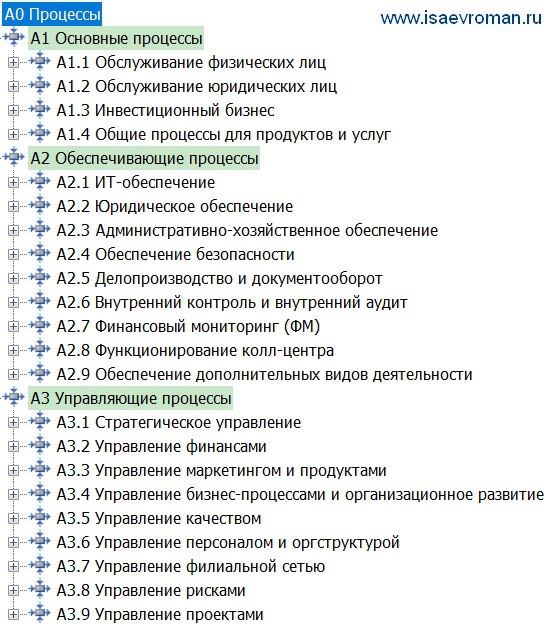 А0 Процессы
www.isaevroman.ru
А1 Основные процессы
А1.1 Обслуживание физических лиц
А1.2 Обслуживание юридических лиц
А1.3 Инвестиционный бизнес
А1.4 Общие процессы для продуктов и услуг
А2 Обеспечивающие процессы
А2.1 ИТ-обеспечение
А2.2 Юридическое обеспечение
А2.3 Административно-хозяйственное обеспечение
А2.4 Обеспечение безопасности
А2.5 Делопроизводство и документооборот
А2.6 Внутренний контроль и внутренний аудит
А2.7 Финансовый мониторинг (ФМ)
А2.8 Функционирование колл-центра
А2.9 Обеспечение дополнительных видов деятельности
А3 Управляющие процессы
А3.1 Стратегическое управление
А3.2 Управление финансами
А3.3 Управление маркетингом и продуктами
А3.4 Управление бизнес-процессами и организационное развитие
А3.5 Управление качеством
А3.6 Управление персоналом и оргструктурой
А3.7 Управление филиальной сетью
А3.8 Управление рисками
А3.9 Управление проектами